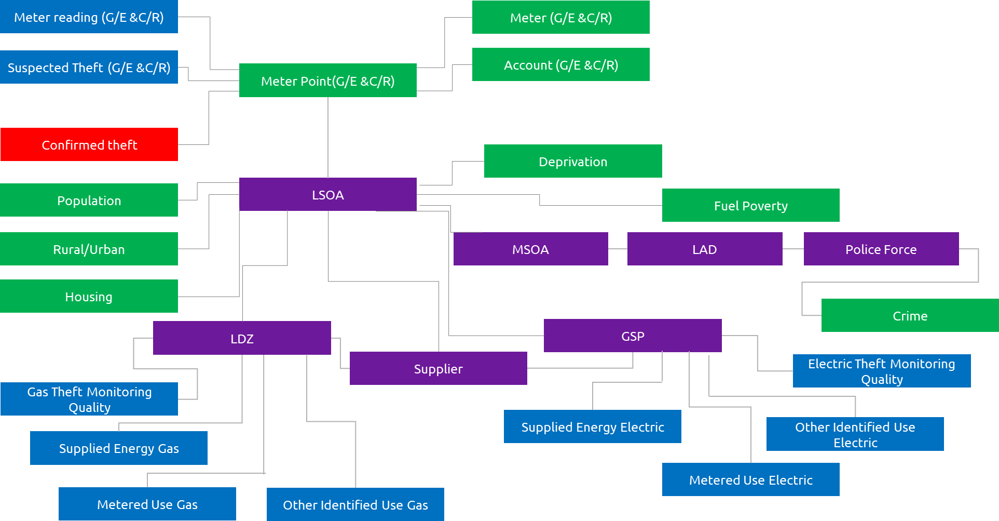 Meter reading (G/E &C/R)
Meter (G/E &C/R)
Suspected Theft (G/E &C/R)
Account (G/E &C/R)
Meter Point(G/E &C/R)
Confirmed theft
Deprivation
Population
LSOA
Fuel Poverty
Rural/Urban
MSOA
LAD
Police Force
Housing
Crime
LDZ
GSP
Supplier
Electric Theft Monitoring
Quality
Gas Theft Monitoring
Quality
Supplied Energy Electric
Other Identified Use
Electric
Supplied Energy Gas
Metered Use Electric
Metered Use Gas
Other Identified Use Gas